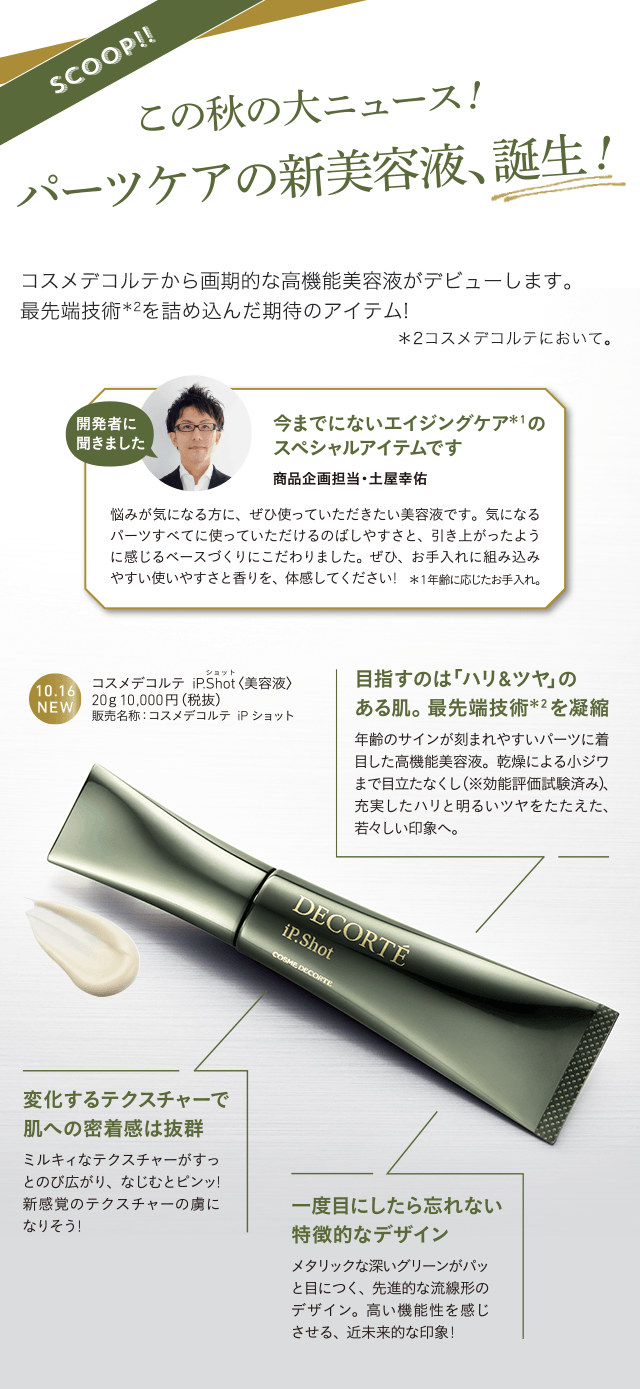 SCOOP!!
この秋の大ニュース!
パーツケアの新美容液、誕生!
コスメデコルテから画期的な高機能美容液がデビューします。
最先端技術＊2を詰め込んだ期待のアイテム!
＊2コスメデコルテにおいて。
開発者に
聞きました
今までにないエイジングケア＊1の
スペシャルアイテムです
商品企画担当・土屋幸佑
悩みが気になる方に、ぜひ使っていただきたい美容液です。気になる
パーツすべてに使っていただけるのばしやすさと、引き上がったよう
に感じるベースづくりにこだわりました。ぜひ、お手入れに組み込み
やすい使いやすさと香りを、体感してください! ＊1年齢に応じたお手入れ。
10.16
NEW
ショット
コスメデコルテ iP.Shot〈美容液〉
20g 10,000円(税抜)
販売名称：コスメデコルテ iP ショット
目指すのは「ハリ&ツヤ」の
ある肌。最先端技術＊2を凝縮
年齢のサインが刻まれやすいパーツに着
目した高機能美容液。乾燥による小ジワ
まで目立たなくし(※効能評価試験済み)、
充実したハリと明るいツヤをたたえた、
若々しい印象へ。
DECORTÉ
iP.Shot
COSME DECORTE
変化するテクスチャーで
肌への密着感は抜群
ミルキィなテクスチャーがすっ
とのび広がり、なじむとピンッ!
新感覚のテクスチャーの虜に
なりそう!
一度目にしたら忘れない
特徴的なデザイン
メタリックな深いグリーンがパッ
と目につく、先進的な流線形の
デザイン。高い機能性を感じ
させる、近未来的な印象!